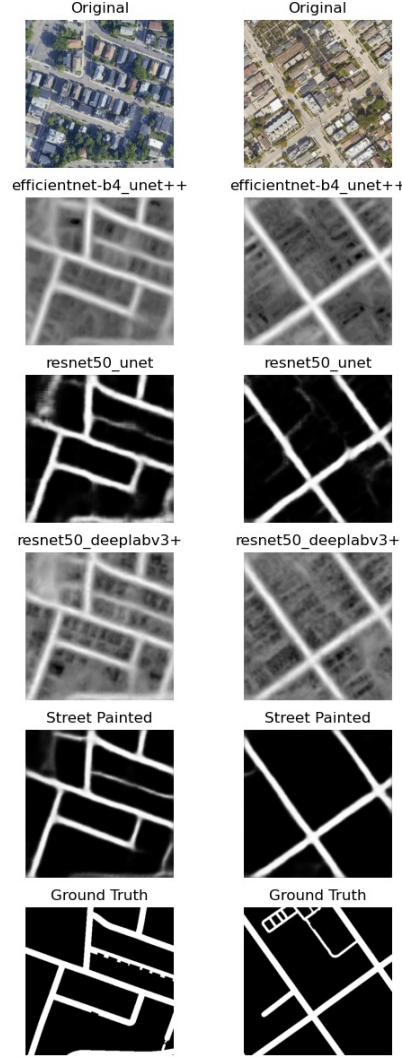 Original Original
efficientnet-b4_unet++ efficientnet-b4_unet++
resnet50_unet resnet50_unet
resnet50_deeplabv3+ resnet50_deeplabv3+
Street Painted Street Painted
Ground Truth Ground Truth